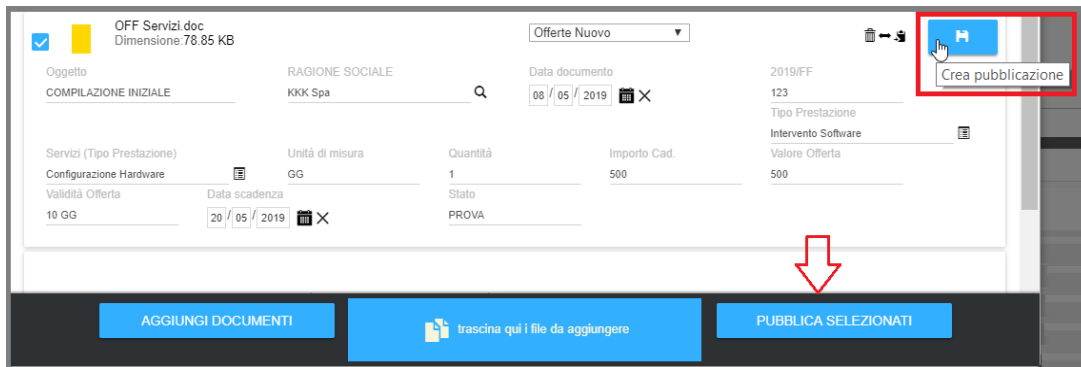 OFF Servizi.doc
Dimensione:78.85 KB
Offerte Nuovo
Crea pubblicazione
Oggetto RAGIONE SOCIALE Data documento 2019/FF
COMPILAZIONE INIZIALE KKK Spa 08 / 05 / 2019 123
Tipo Prestazione
Intervento Software
Servizi (Tipo Prestazione) Unità di misura Quantità Importo Cad. Valore Offerta
Configurazione Hardware GG 1 500 500
Validità Offerta Data scadenza Stato
10 GG 20 / 05 / 2019 PROVA
AGGIUNGI DOCUMENTI trascina qui i file da aggiungere PUBBLICA SELEZIONATI